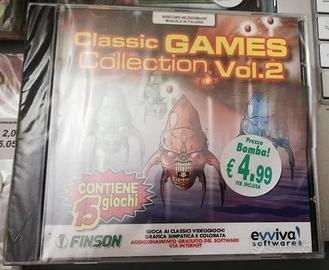 WINDOWS 98/2000/Me/XP
MANUALE IN ITALIANO
Classic GAMES
Collection Vol.2
Prezzo
Bomba!
€ 4,99
IVA INCLUSA
CONTIENE
15 giochi
GIOCA AI CLASSICI VIDEOGIOCHI
GRAFICA SIMPATICA E COLORATA
AGGIORNAMENTO GRATUITO DEL SOFTWARE
VIA INTERNET
FINSON
evviva!
software